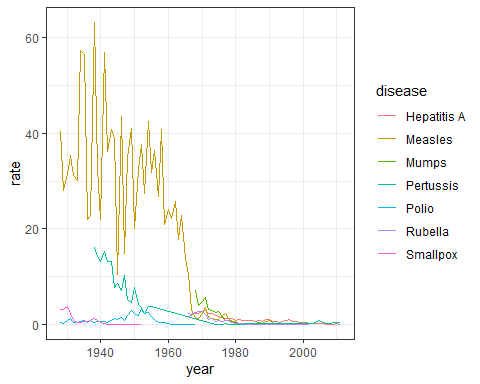 60
40
20
0
rate
1940
1960
1980
2000
year
disease
Hepatitis A
Measles
Mumps
Pertussis
Polio
Rubella
Smallpox